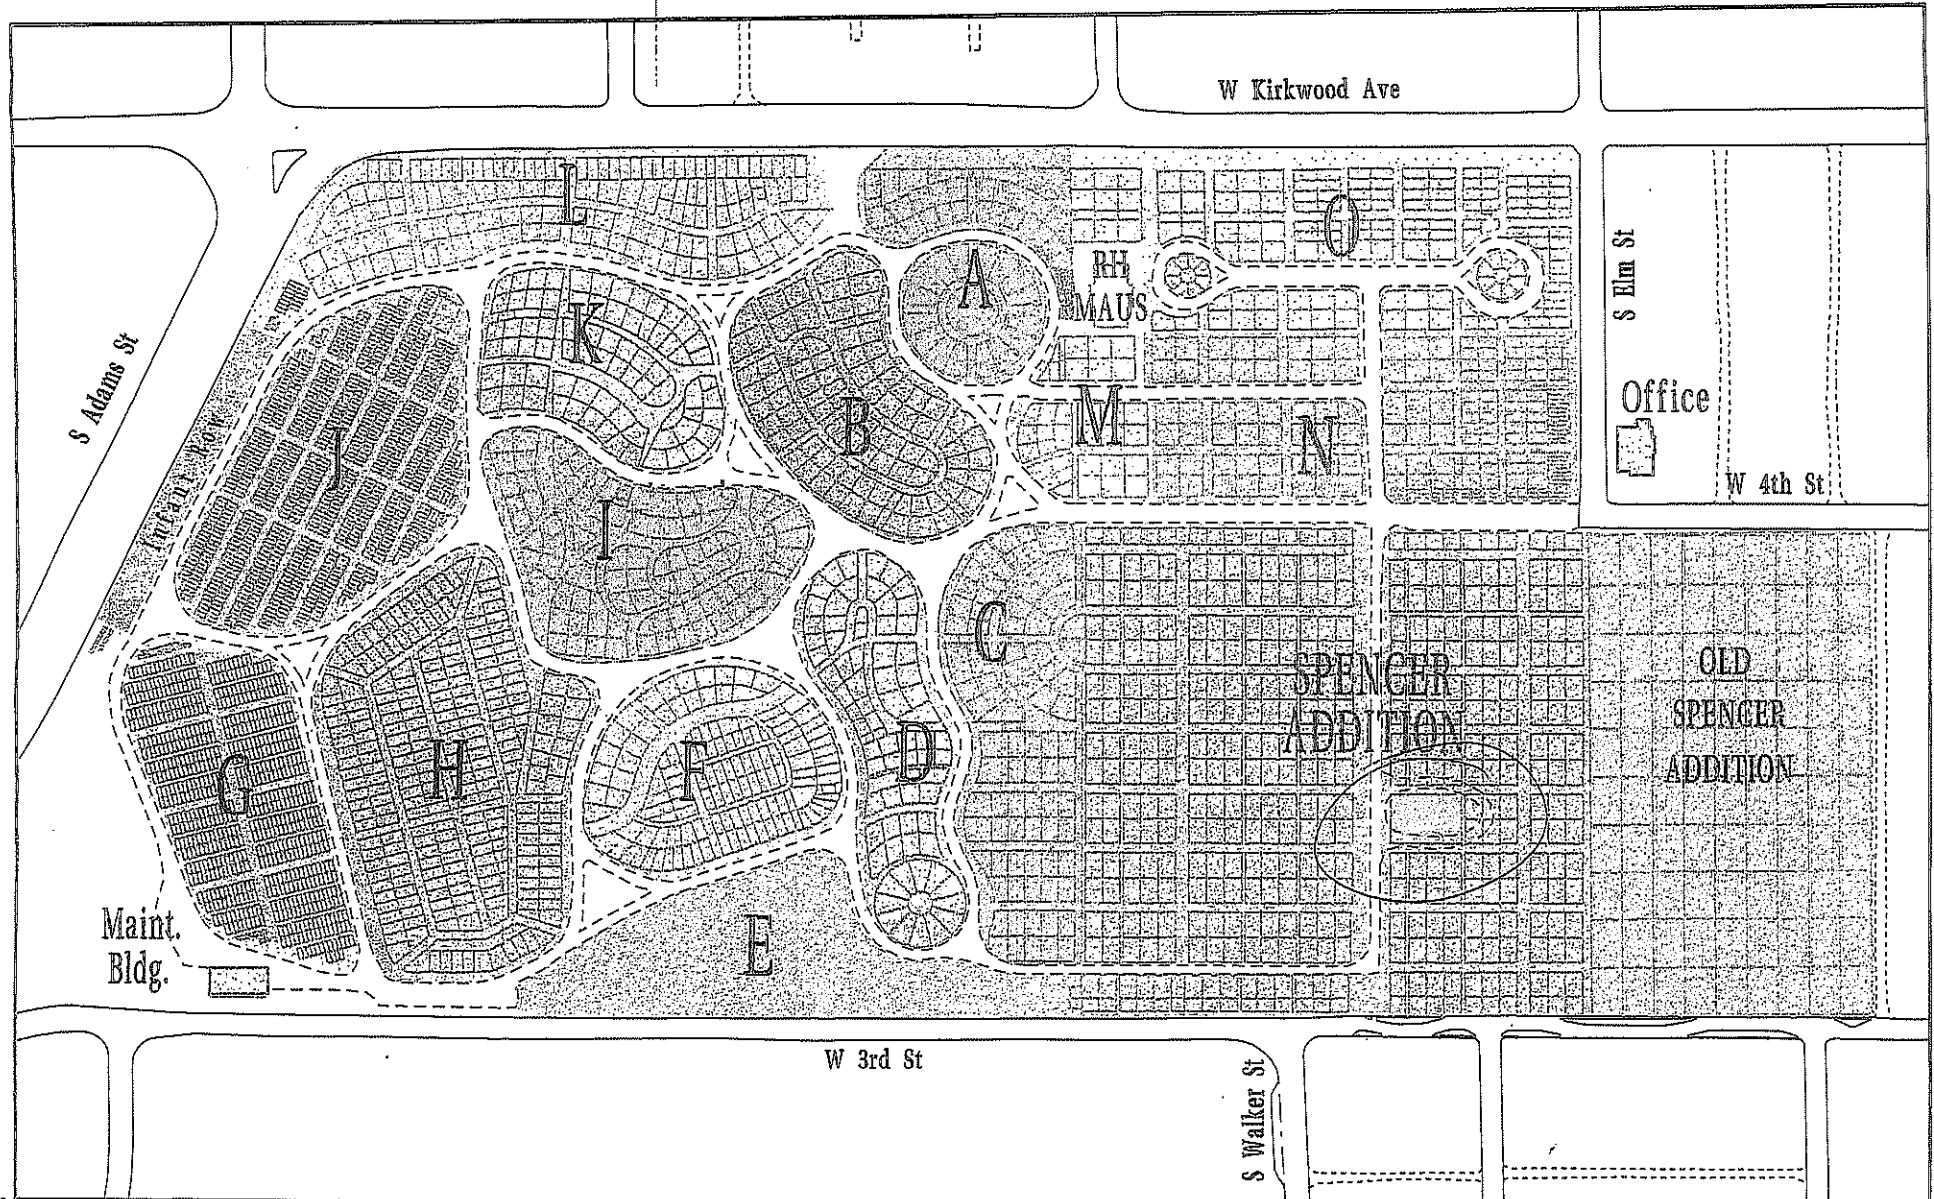 W Kirkwood Ave
L
O
A
RH
MAUS
S Elm St
K
S Adams St
Office
B
M
N
J
Infant Row
W 4th St
I
C
SPENCER
ADDITION
OLD
SPENCER
ADDITION
D
H
F
G
Maint.
Bldg.
E
W 3rd St
S Walker St